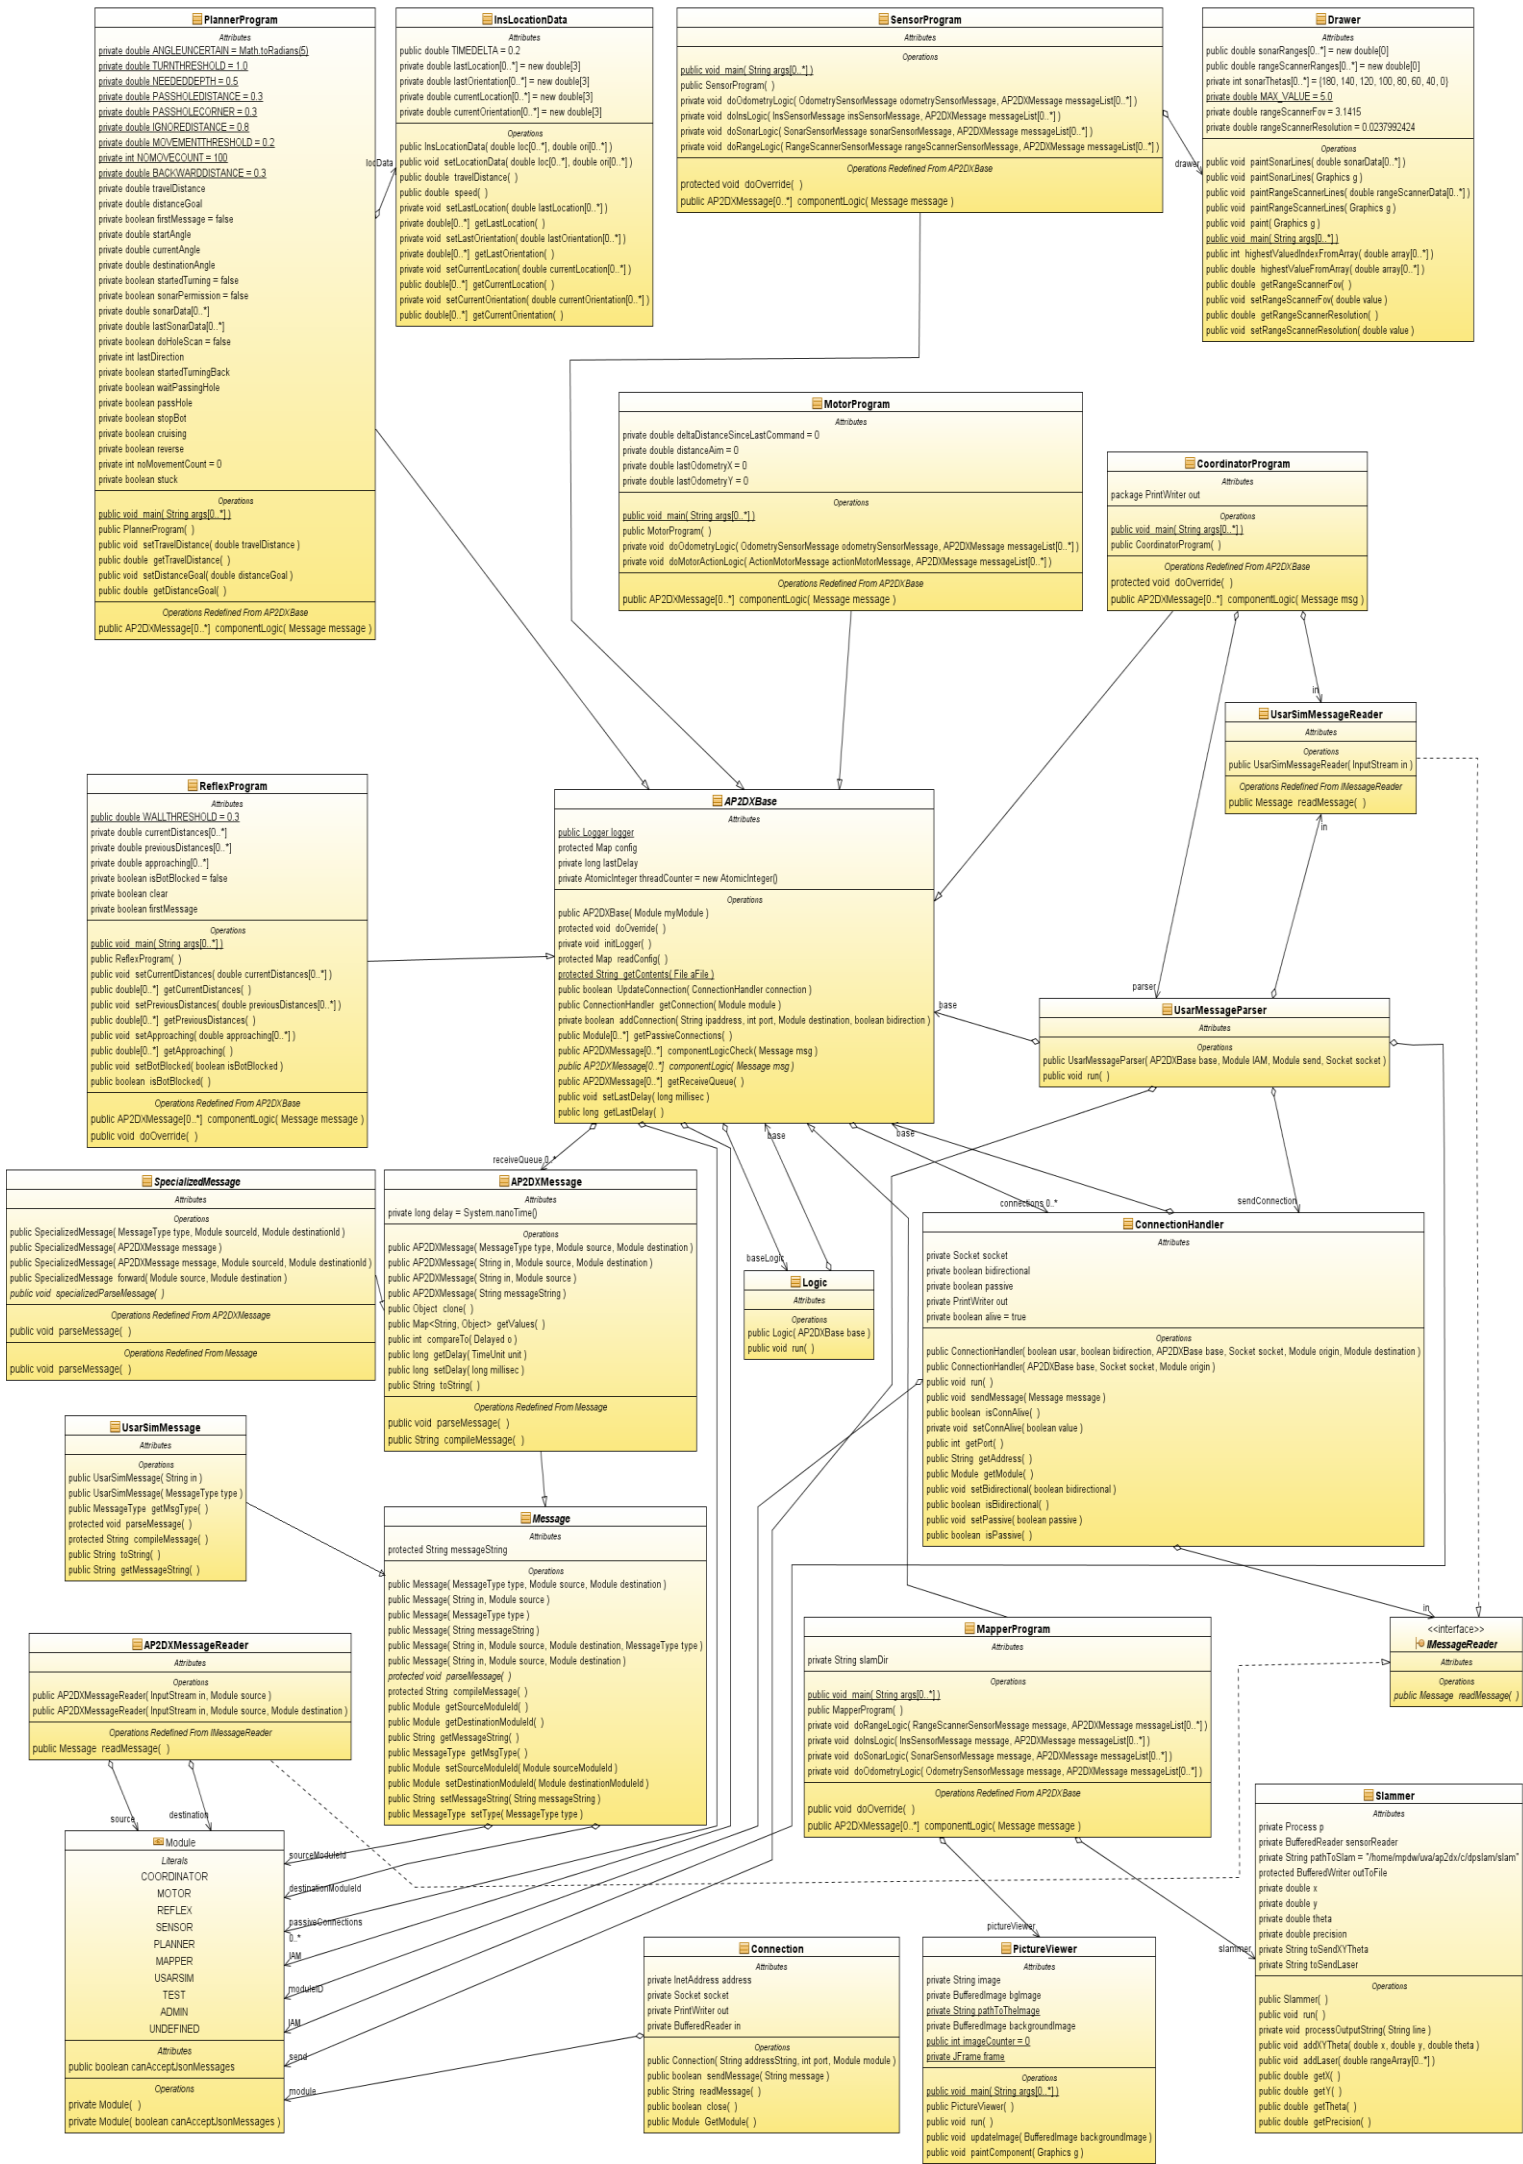 PlannerProgram
Attributes
private double ANGLEUNCERTAIN = Math.toRadians(5)
private double TURNTHRESHOLD = 1.0
private double NEEDEDDEPTH = 0.5
private double PASSHOLEDISTANCE = 0.3
private double PASSHOLECORNER = 0.3
private double IGNOREDISTANCE = 0.8
private double MOVEMENTTHRESHOLD = 0.2
private int NOMOVECOUNT = 100
private double BACKWARDDISTANCE = 0.3
private double travelDistance
private double distanceGoal
private boolean firstMessage = false
private double startAngle
private double currentAngle
private double destinationAngle
private boolean startedTurning = false
private boolean sonarPermission = false
private double sonarData[0..*]
private double lastSonarData[0..*]
private boolean doHoleScan = false
private int lastDirection
private boolean startedTurningBack
private boolean waitPassingHole
private boolean passHole
private boolean stopBot
private boolean cruising
private boolean reverse
private int noMovementCount = 0
private boolean stuck
Operations
public void main( String args[0..*] )
public PlannerProgram( )
public void setTravelDistance( double travelDistance )
public double getTravelDistance( )
public void setDistanceGoal( double distanceGoal )
public double getDistanceGoal( )
Operations Redefined From AP2DXBase
public AP2DXMessage[0..*] componentLogic( Message message )
locData
InsLocationData
Attributes
public double TIMEDELTA = 0.2
private double lastLocation[0..*] = new double[3]
private double lastOrientation[0..*] = new double[3]
private double currentLocation[0..*] = new double[3]
private double currentOrientation[0..*] = new double[3]
Operations
public InsLocationData( double loc[0..*], double ori[0..*] )
public void setLocationData( double loc[0..*], double ori[0..*] )
public double travelDistance( )
public double speed( )
private void setLastLocation( double lastLocation[0..*] )
private double[0..*] getLastLocation( )
private void setLastOrientation( double lastOrientation[0..*] )
private double[0..*] getLastOrientation( )
private void setCurrentLocation( double currentLocation[0..*] )
public double[0..*] getCurrentLocation( )
private void setCurrentOrientation( double currentOrientation[0..*] )
public double[0..*] getCurrentOrientation( )
SensorProgram
Attributes
Operations
public void main( String args[0..*] )
public SensorProgram( )
private void doOdometryLogic( OdometrySensorMessage odometrySensorMessage, AP2DXMessage messageList[0..*] )
private void doInsLogic( InsSensorMessage insSensorMessage, AP2DXMessage messageList[0..*] )
private void doSonarLogic( SonarSensorMessage sonarSensorMessage, AP2DXMessage messageList[0..*] )
private void doRangeLogic( RangeScannerSensorMessage rangeScannerSensorMessage, AP2DXMessage messageList[0..*] )
Operations Redefined From AP2DXBase
protected void doOverride( )
public AP2DXMessage[0..*] componentLogic( Message message )
drawer
Drawer
Attributes
public double sonarRanges[0..*] = new double[0]
public double rangeScannerRanges[0..*] = new double[0]
private int sonarThetas[0..*] = {180, 140, 120, 100, 80, 60, 40, 0}
private double MAX_VALUE = 5.0
private double rangeScannerFov = 3.1415
private double rangeScannerResolution = 0.0237992424
Operations
public void paintSonarLines( double sonarData[0..*] )
public void paintSonarLines( Graphics g )
public void paintRangeScannerLines( double rangeScannerData[0..*] )
public void paintRangeScannerLines( Graphics g )
public void paint( Graphics g )
public void main( String args[0..*] )
public int highestValuedIndexFromArray( double array[0..*] )
public double highestValueFromArray( double array[0..*] )
public double getRangeScannerFov( )
public void setRangeScannerFov( double value )
public double getRangeScannerResolution( )
public void setRangeScannerResolution( double value )
MotorProgram
Attributes
private double deltaDistanceSinceLastCommand = 0
private double distanceAim = 0
private double lastOdometryX = 0
private double lastOdometryY = 0
Operations
public void main( String args[0..*] )
public MotorProgram( )
private void doOdometryLogic( OdometrySensorMessage odometrySensorMessage, AP2DXMessage messageList[0..*] )
private void doMotorActionLogic( ActionMotorMessage actionMotorMessage, AP2DXMessage messageList[0..*] )
Operations Redefined From AP2DXBase
public AP2DXMessage[0..*] componentLogic( Message message )
CoordinatorProgram
Attributes
package PrintWriter out
Operations
public void main( String args[0..*] )
public CoordinatorProgram( )
Operations Redefined From AP2DXBase
protected void doOverride( )
public AP2DXMessage[0..*] componentLogic( Message msg )
in
UsarSimMessageReader
Attributes
Operations
public UsarSimMessageReader( InputStream in )
Operations Redefined From IMessageReader
public Message readMessage( )
in
ReflexProgram
Attributes
public double WALLTHRESHOLD = 0.3
private double currentDistances[0..*]
private double previousDistances[0..*]
private double approaching[0..*]
private boolean isBotBlocked = false
private boolean clear
private boolean firstMessage
Operations
public void main( String args[0..*] )
public ReflexProgram( )
public void setCurrentDistances( double currentDistances[0..*] )
public double[0..*] getCurrentDistances( )
public void setPreviousDistances( double previousDistances[0..*] )
public double[0..*] getPreviousDistances( )
public void setApproaching( double approaching[0..*] )
public double[0..*] getApproaching( )
public void setBotBlocked( boolean isBotBlocked )
public boolean isBotBlocked( )
Operations Redefined From AP2DXBase
public AP2DXMessage[0..*] componentLogic( Message message )
public void doOverride( )
AP2DXBase
Attributes
public Logger logger
protected Map config
private long lastDelay
private AtomicInteger threadCounter = new AtomicInteger()
Operations
public AP2DXBase( Module myModule )
protected void doOverride( )
private void initLogger( )
protected Map readConfig( )
protected String getContents( File aFile )
public boolean UpdateConnection( ConnectionHandler connection )
public ConnectionHandler getConnection( Module module )
private boolean addConnection( String ipaddress, int port, Module destination, boolean bidirection )
public Module[0..*] getPassiveConnections( )
public AP2DXMessage[0..*] componentLogicCheck( Message msg )
public AP2DXMessage[0..*] componentLogic( Message msg )
public AP2DXMessage[0..*] getReceiveQueue( )
public void setLastDelay( long millisec )
public long getLastDelay( )
parser
base
UsarMessageParser
Attributes
Operations
public UsarMessageParser( AP2DXBase base, Module IAM, Module send, Socket socket )
public void run( )
receiveQueue 0..*
base
base
connections 0..*
sendConnection
baseLogic
SpecializedMessage
Attributes
Operations
public SpecializedMessage( MessageType type, Module sourceId, Module destinationId )
public SpecializedMessage( AP2DXMessage message )
public SpecializedMessage( AP2DXMessage message, Module sourceId, Module destinationId )
public SpecializedMessage forward( Module source, Module destination )
public void specializedParseMessage( )
Operations Redefined From AP2DXMessage
public void parseMessage( )
Operations Redefined From Message
public void parseMessage( )
AP2DXMessage
Attributes
private long delay = System.nanoTime()
Operations
public AP2DXMessage( MessageType type, Module source, Module destination )
public AP2DXMessage( String in, Module source, Module destination )
public AP2DXMessage( String in, Module source )
public AP2DXMessage( String messageString )
public Object clone( )
public Map<String, Object> getValues( )
public int compareTo( Delayed o )
public long getDelay( TimeUnit unit )
public long setDelay( long millisec )
public String toString( )
Operations Redefined From Message
public void parseMessage( )
public String compileMessage( )
Logic
Attributes
Operations
public Logic( AP2DXBase base )
public void run( )
ConnectionHandler
Attributes
private Socket socket
private boolean bidirectional
private boolean passive
private PrintWriter out
private boolean alive = true
Operations
public ConnectionHandler( boolean usar, boolean bidirection, AP2DXBase base, Socket socket, Module origin, Module destination )
public ConnectionHandler( AP2DXBase base, Socket socket, Module origin )
public void run( )
public void sendMessage( Message message )
public boolean isConnAlive( )
private void setConnAlive( boolean value )
public int getPort( )
public String getAddress( )
public Module getModule( )
public void setBidirectional( boolean bidirectional )
public boolean isBidirectional( )
public void setPassive( boolean passive )
public boolean isPassive( )
in
UsarSimMessage
Attributes
Operations
public UsarSimMessage( String in )
public UsarSimMessage( MessageType type )
public MessageType getMsgType( )
protected void parseMessage( )
protected String compileMessage( )
public String toString( )
public String getMessageString( )
Message
Attributes
protected String messageString
Operations
public Message( MessageType type, Module source, Module destination )
public Message( String in, Module source )
public Message( MessageType type )
public Message( String messageString )
public Message( String in, Module source, Module destination, MessageType type )
public Message( String in, Module source, Module destination )
protected void parseMessage( )
protected String compileMessage( )
public Module getSourceModuleId( )
public Module getDestinationModuleId( )
public String getMessageString( )
public MessageType getMsgType( )
public Module setSourceModuleId( Module sourceModuleId )
public Module setDestinationModuleId( Module destinationModuleId )
public String setMessageString( String messageString )
public MessageType setType( MessageType type )
AP2DXMessageReader
Attributes
Operations
public AP2DXMessageReader( InputStream in, Module source )
public AP2DXMessageReader( InputStream in, Module source, Module destination )
Operations Redefined From IMessageReader
public Message readMessage( )
source
destination
MapperProgram
Attributes
private String slamDir
Operations
public void main( String args[0..*] )
public MapperProgram( )
private void doRangeLogic( RangeScannerSensorMessage message, AP2DXMessage messageList[0..*] )
private void doInsLogic( InsSensorMessage message, AP2DXMessage messageList[0..*] )
private void doSonarLogic( SonarSensorMessage message, AP2DXMessage messageList[0..*] )
private void doOdometryLogic( OdometrySensorMessage message, AP2DXMessage messageList[0..*] )
Operations Redefined From AP2DXBase
public void doOverride( )
public AP2DXMessage[0..*] componentLogic( Message message )
<<interface>>
IMessageReader
Attributes
Operations
public Message readMessage( )
Module
Literals
COORDINATOR
MOTOR
REFLEX
SENSOR
PLANNER
MAPPER
USARSIM
TEST
ADMIN
UNDEFINED
Attributes
public boolean canAcceptJsonMessages
Operations
private Module( )
private Module( boolean canAcceptJsonMessages )
sourceModuleId
destinationModuleId
passiveConnections
0..*
IAM
moduleID
IAM
send
module
Connection
Attributes
private InetAddress address
private Socket socket
private PrintWriter out
private BufferedReader in
Operations
public Connection( String addressString, int port, Module module )
public boolean sendMessage( String message )
public String readMessage( )
public boolean close( )
public Module GetModule( )
pictureViewer
slammer
PictureViewer
Attributes
private String image
private BufferedImage bgImage
private String pathToTheImage
private BufferedImage backgroundImage
public int imageCounter = 0
private JFrame frame
Operations
public void main( String args[0..*] )
public PictureViewer( )
public void run( )
public void updateImage( BufferedImage backgroundImage )
public void paintComponent( Graphics g )
Slammer
Attributes
private Process p
private BufferedReader sensorReader
private String pathToSlam = "/home/mpdw/uva/ap2dx/c/dpslam/slam"
protected BufferedWriter outToFile
private double x
private double y
private double theta
private double precision
private String toSendXYTheta
private String toSendLaser
Operations
public Slammer( )
public void run( )
private void processOutputString( String line )
public void addXYTheta( double x, double y, double theta )
public void addLaser( double rangeArray[0..*] )
public double getX( )
public double getY( )
public double getTheta( )
public double getPrecision( )